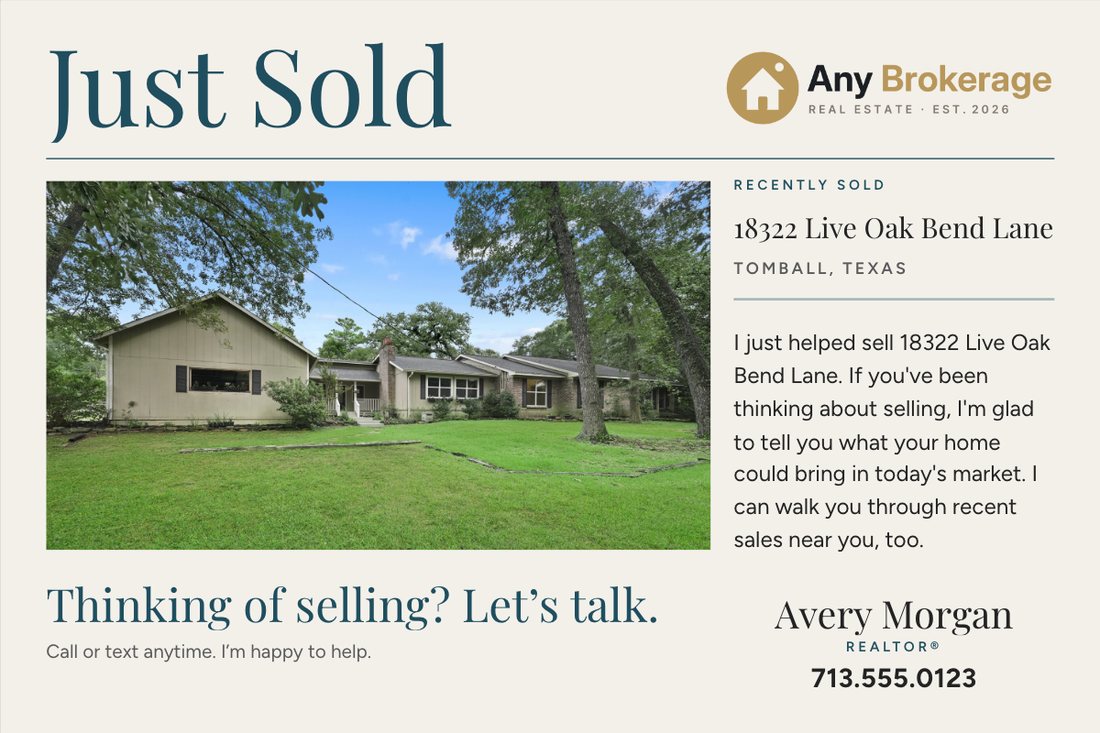 Just Sold
Any Brokerage
REAL ESTATE · EST. 2026
RECENTLY SOLD
18322 Live Oak Bend Lane
TOMBALL, TEXAS
I just helped sell 18322 Live Oak
Bend Lane. If you've been
thinking about selling, I'm glad
to tell you what your home
could bring in today's market. I
can walk you through recent
sales near you, too.
Thinking of selling? Let’s talk.
Call or text anytime. I’m happy to help.
Avery Morgan
REALTOR®
713.555.0123